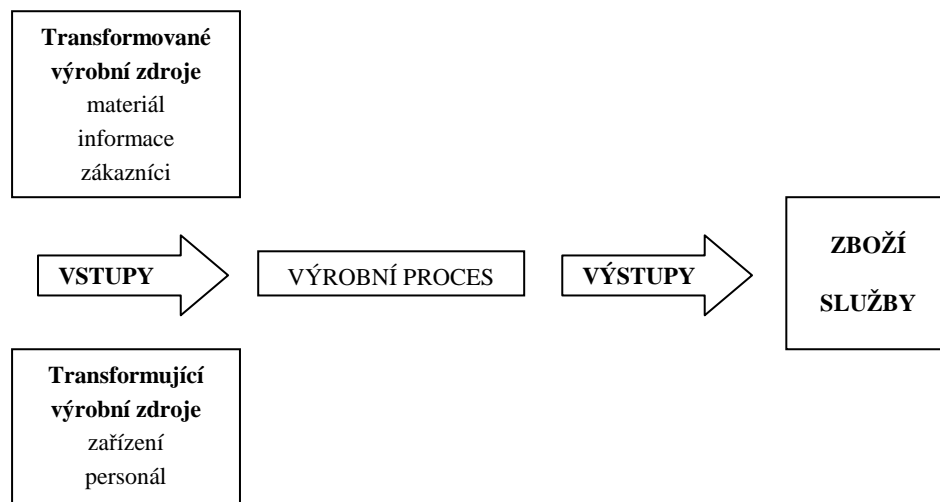 Transformované
výrobní zdroje
materiál
informace
zákazníci
VSTUPY
VÝROBNÍ PROCES
VÝSTUPY
ZBOŽÍ
SLUŽBY
Transformující
výrobní zdroje
zařízení
personál